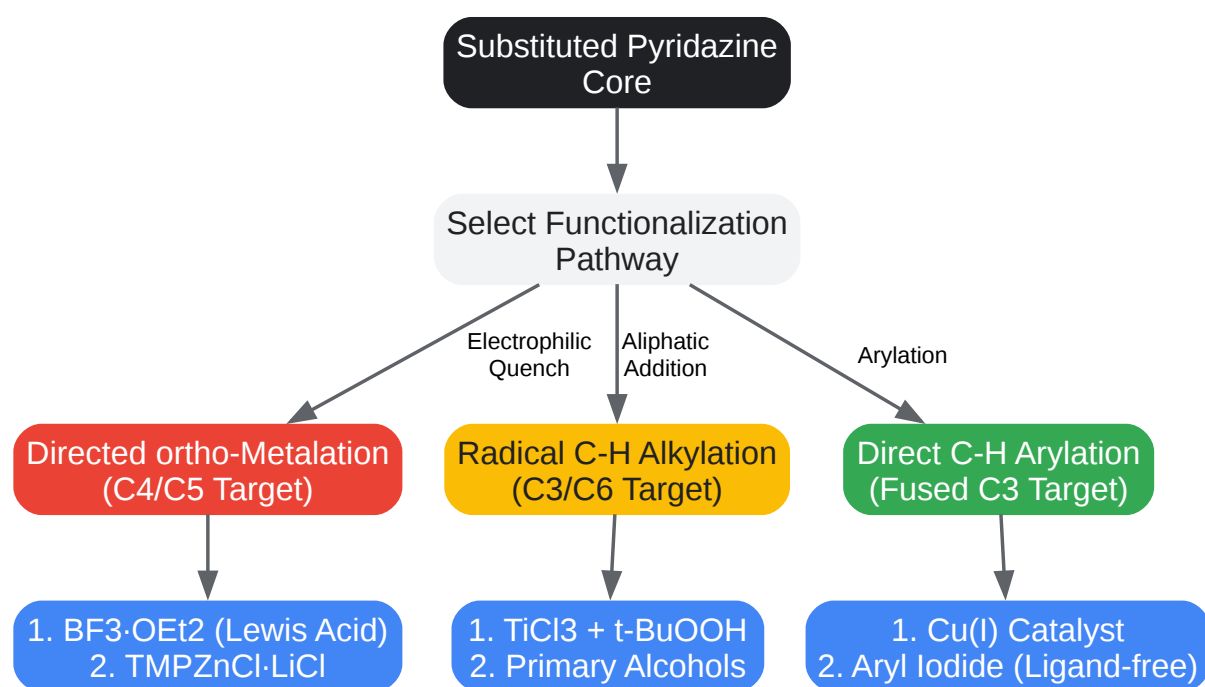 Substituted Pyridazine
Core
Select Functionalization
Pathway
Electrophilic
Quench
Aliphatic
Addition
Arylation
Directed ortho-Metalation
(C4/C5 Target)
Radical C-H Alkylation
(C3/C6 Target)
Direct C-H Arylation
(Fused C3 Target)
1. BF3·OEt2 (Lewis Acid)
2. TMPZnCl·LiCl
1. TiCl3 + t-BuOOH
2. Primary Alcohols
1. Cu(I) Catalyst
2. Aryl Iodide (Ligand-free)